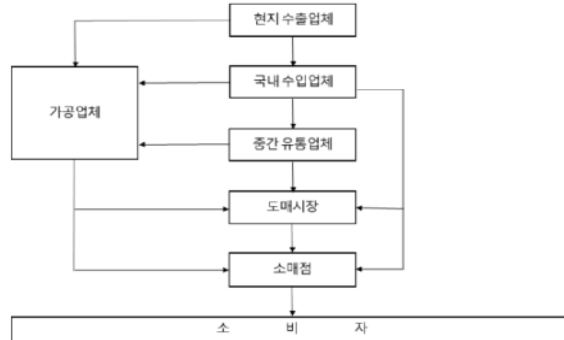 현지 수출업체
국내 수입업체
가공업체
중간 유통업체
도매시장
소매점
소 비 자